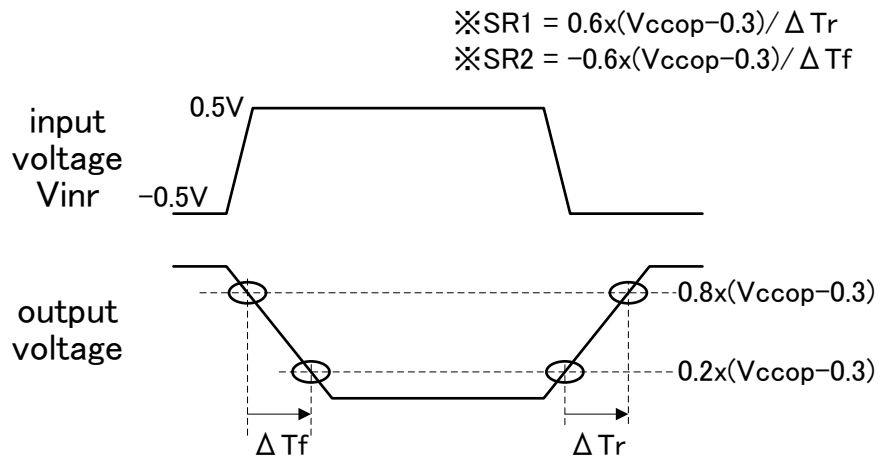 ※SR1 = 0.6x(Vccop-0.3)/ΔTr
※SR2 = -0.6x(Vccop-0.3)/ΔTf
0.5V
input
voltage
Vinr
-0.5V
0.8x(Vccop-0.3)
output
voltage
0.2x(Vccop-0.3)
ΔTf
ΔTr